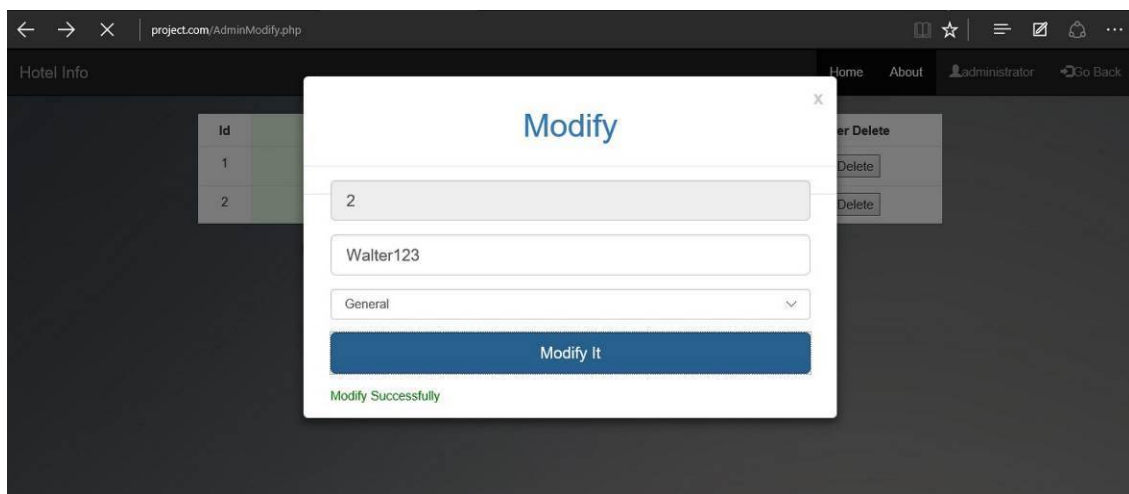 project.com/AdminModify.php
Hotel Info
Home About administrator Go Back
x
Modify
Id
er Delete
1
Delete
2
Delete
2
Walter123
General
Modify It
Modify Successfully